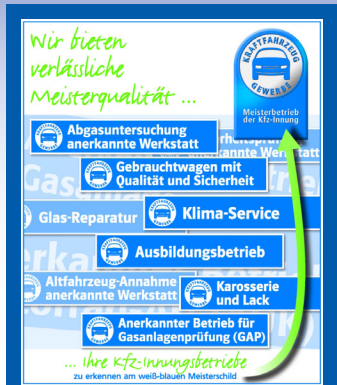 Wir bieten
verlässliche
Meisterqualität ...
KRAFTFAHRZEUG
GEWERBE
Meisterbetrieb
der Kfz-Innung
Abgasuntersuchung
anerkannte Werkstatt
Werkstatt
Gebrauchtwagen mit
Qualität und Sicherheit
Glas-Reparatur
Klima-Service
Ausbildungsbetrieb
Altfahrzeug-Annahme
anerkannte Werkstatt
Karosserie
und Lack
Anerkannter Betrieb für
Gasanlagenprüfung (GAP)
... Ihre Kfz-Innungsbetriebe
zu erkennen am weiß-blauen Meisterschild